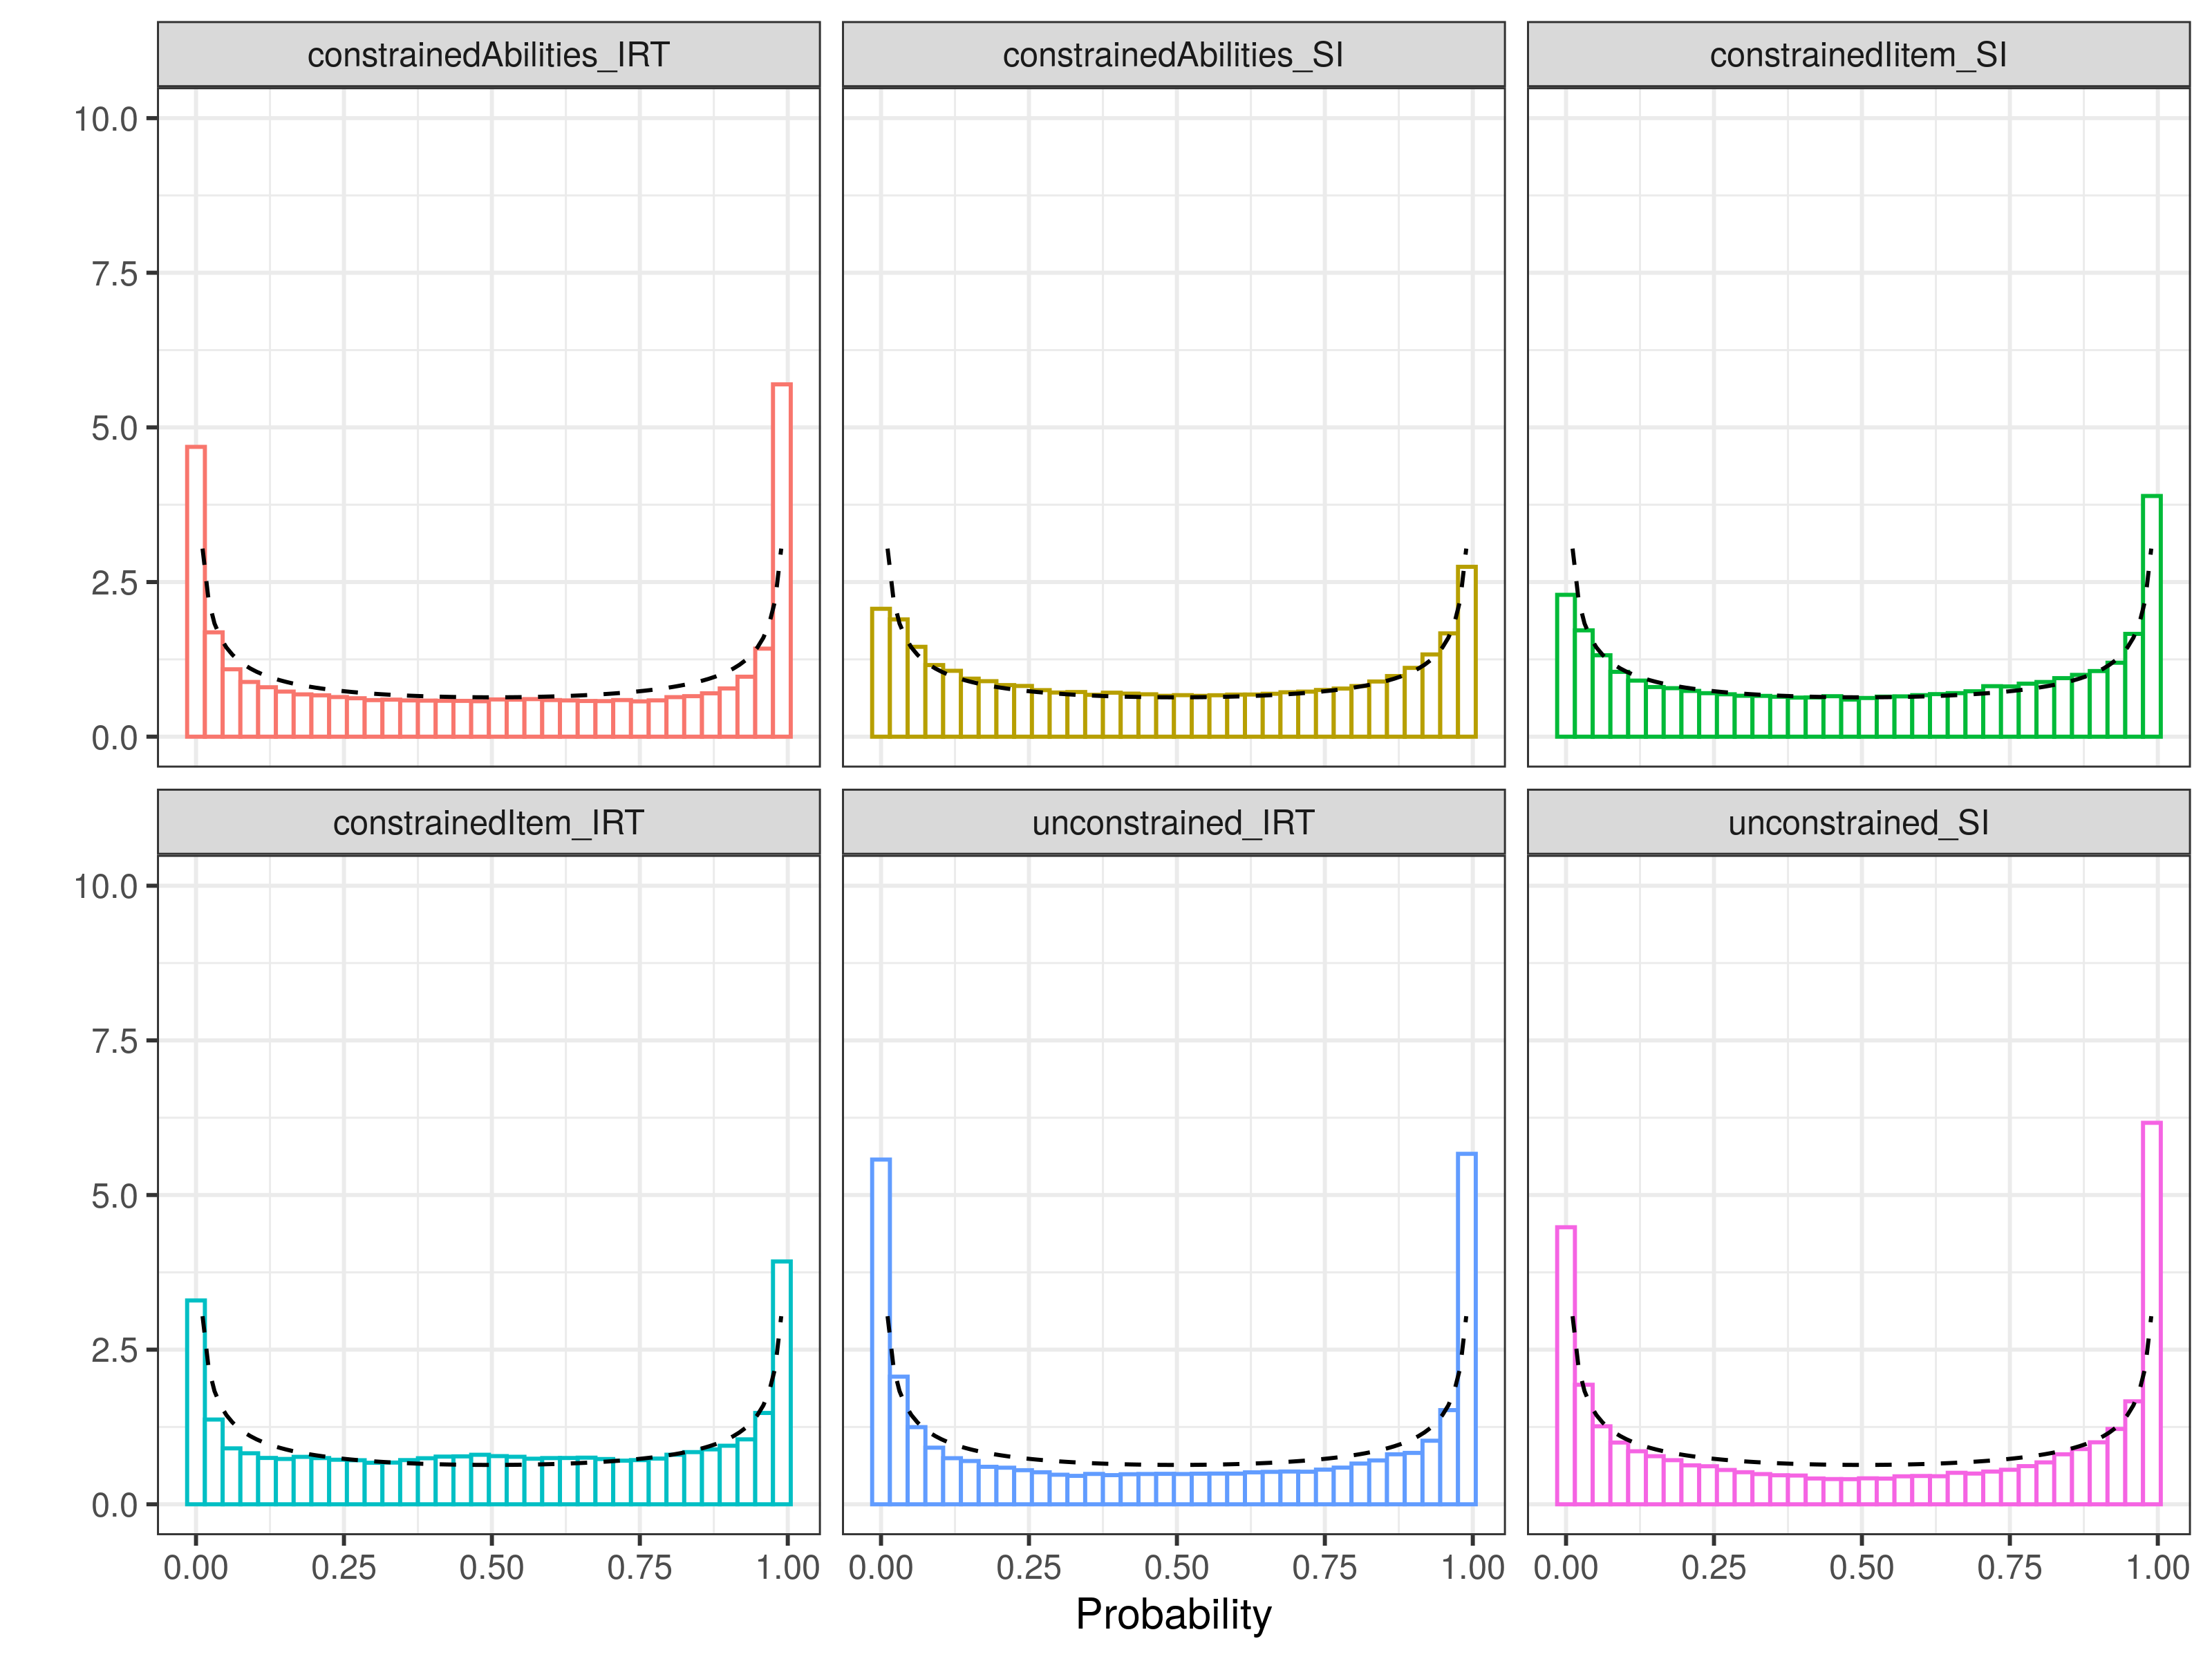 constrainedAbilities_IRT
constrainedAbilities_SI
constrainedIitem_SI
10.0
7.5
5.0
2.5
0.0
constrainedItem_IRT
unconstrained_IRT
unconstrained_SI
10.0
7.5
5.0
2.5
0.0
0.00 0.25 0.50 0.75 1.00
0.00 0.25 0.50 0.75 1.00
0.00 0.25 0.50 0.75 1.00
Probability